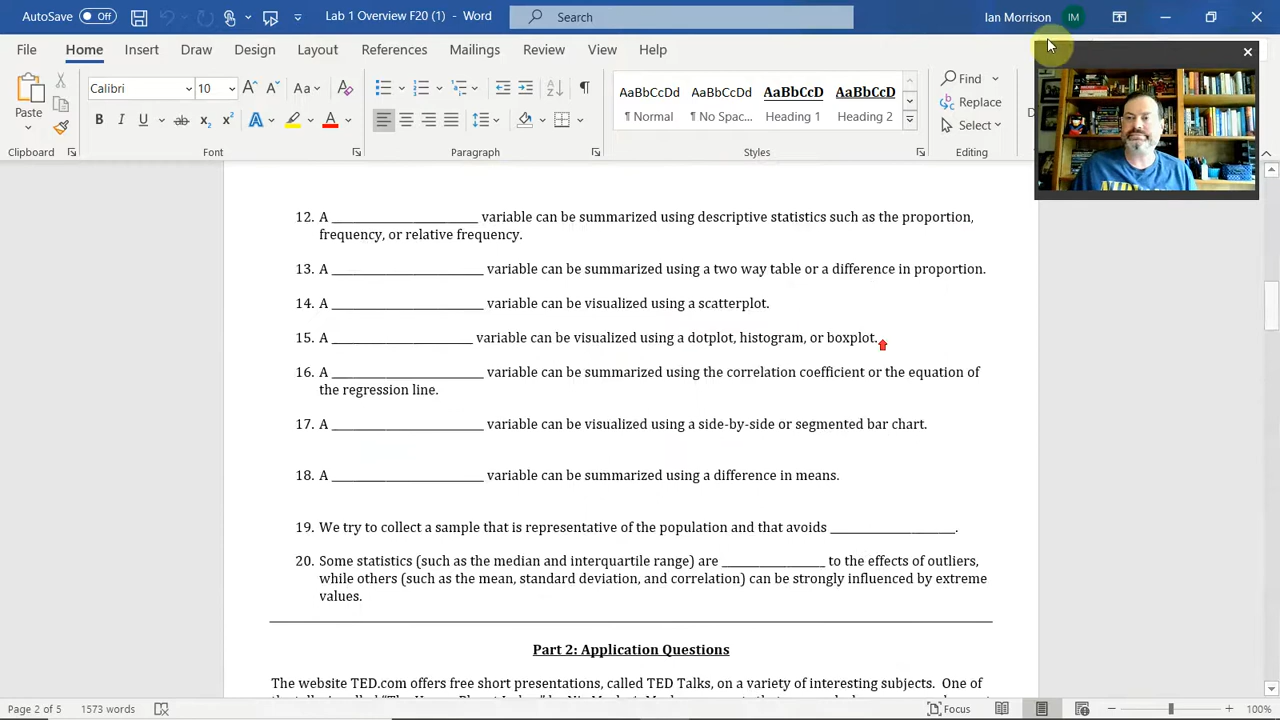 AutoSave Off Lab 1 Overview F20 (1) - Word Search Ian Morrison IM
File Home Insert Draw Design Layout References Mailings Review View Help
Paste Calibri 10 Aa AaBbCcDd AaBbCcDd AaBbCcD AaBbCcD Find
B I U ab x₂ x² A A ¶ Normal ¶ No Spac... Heading 1 Heading 2 Replace
Select
Clipboard Font Paragraph Styles Editing
12. A ____________________ variable can be summarized using descriptive statistics such as the proportion,
frequency, or relative frequency.
13. A ____________________ variable can be summarized using a two way table or a difference in proportion.
14. A ____________________ variable can be visualized using a scatterplot.
15. A ____________________ variable can be visualized using a dotplot, histogram, or boxplot.
16. A ____________________ variable can be summarized using the correlation coefficient or the equation of
the regression line.
17. A ____________________ variable can be visualized using a side-by-side or segmented bar chart.
18. A ____________________ variable can be summarized using a difference in means.
19. We try to collect a sample that is representative of the population and that avoids _________________.
20. Some statistics (such as the median and interquartile range) are ______________ to the effects of outliers,
while others (such as the mean, standard deviation, and correlation) can be strongly influenced by extreme
values.
Part 2: Application Questions
The website TED.com offers free short presentations, called TED Talks, on a variety of interesting subjects. One of
Page 2 of 5 1573 words Focus 100%